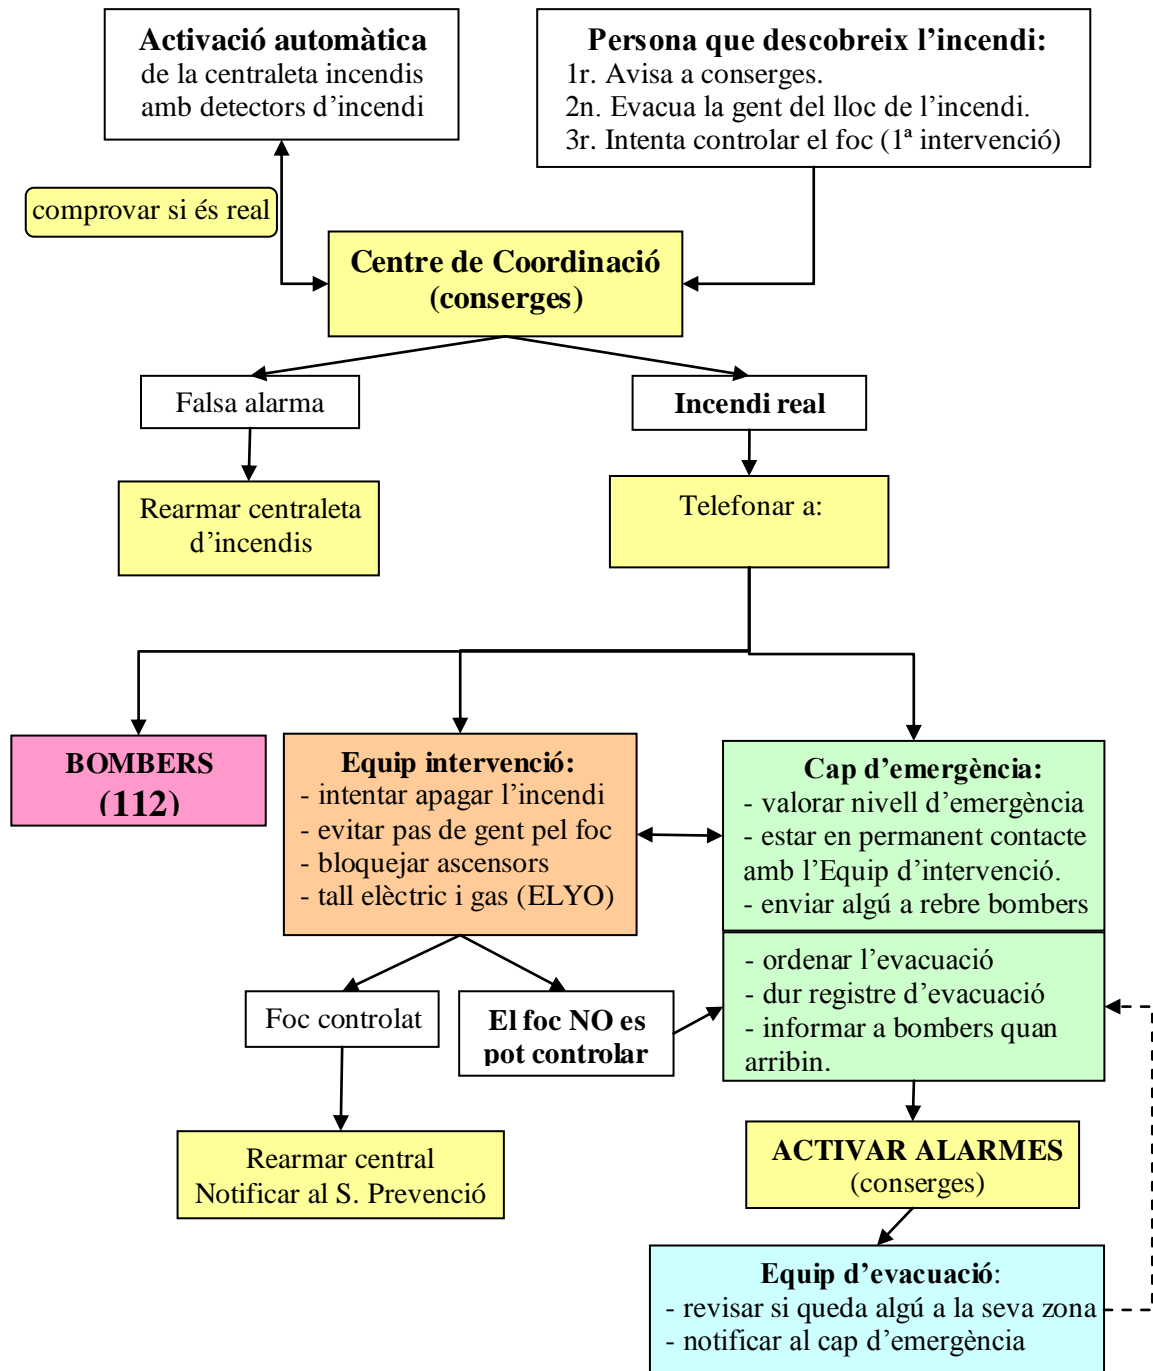 Activació automàtica
de la centraleta incendis
amb detectors d’incendi
Persona que descobreix l’incendi:
1r. Avisa a conserges.
2n. Evacua la gent del lloc de l’incendi.
3r. Intenta controlar el foc (1ª intervenció)
comprovar si és real
Centre de Coordinació
(conserges)
Falsa alarma
Incendi real
Rearmar centraleta
d’incendis
Telefonar a:
BOMBERS
(112)
Equip intervenció:
- intentar apagar l’incendi
- evitar pas de gent pel foc
- bloquejar ascensors
- tall elèctric i gas (ELYO)
Cap d’emergència:
- valorar nivell d’emergència
- estar en permanent contacte
amb l’Equip d’intervenció.
- enviar algú a rebre bombers
- ordenar l’evacuació
- dur registre d’evacuació
- informar a bombers quan
arribin.
Foc controlat
El foc NO es
pot controlar
Rearmar central
Notificar al S. Prevenció
ACTIVAR ALARMES
(conserges)
Equip d’evacuació:
- revisar si queda algú a la seva zona
- notificar al cap d’emergència